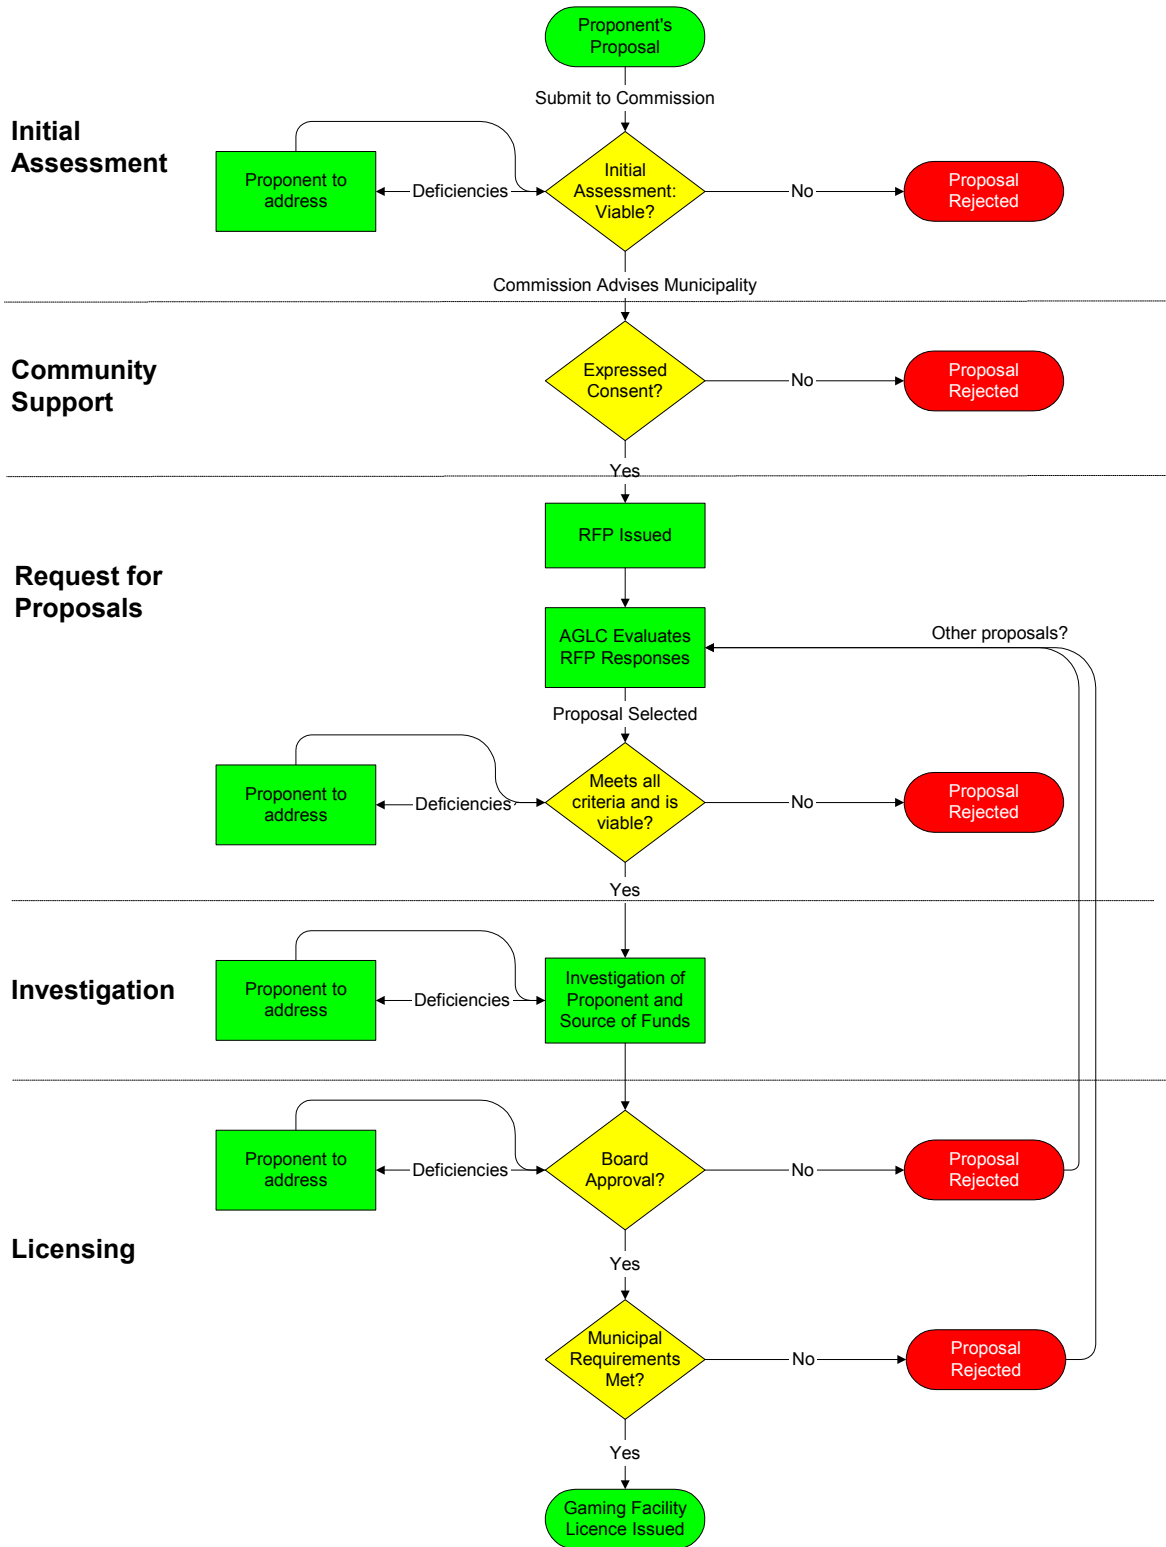 Proponent's
Proposal
Submit to Commission
Initial
Assessment
Proponent to
address
Deficiencies
Initial
Assessment:
Viable?
No
Proposal
Rejected
Commission Advises Municipality
Community
Support
Expressed
Consent?
No
Proposal
Rejected
Yes
RFP Issued
Request for
Proposals
AGLC Evaluates
RFP Responses
Other proposals?
Proposal Selected
Proponent to
address
Deficiencies
Meets all
criteria and is
viable?
No
Proposal
Rejected
Yes
Investigation
Proponent to
address
Deficiencies
Investigation of
Proponent and
Source of Funds
Proponent to
address
Deficiencies
Board
Approval?
No
Proposal
Rejected
Licensing
Yes
Municipal
Requirements
Met?
No
Proposal
Rejected
Yes
Gaming Facility
Licence Issued